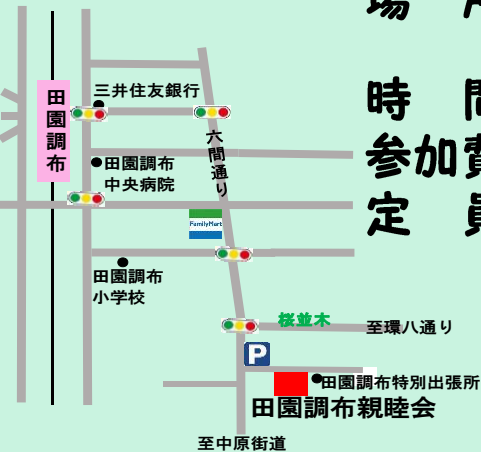 場
時
参加費
定
三井住友銀行
田園調布
六間通り
田園調布
中央病院
FamilyMart
田園調布
小学校
桜並木
至環八通り
P
田園調布特別出張所
田園調布親睦会
至中原街道